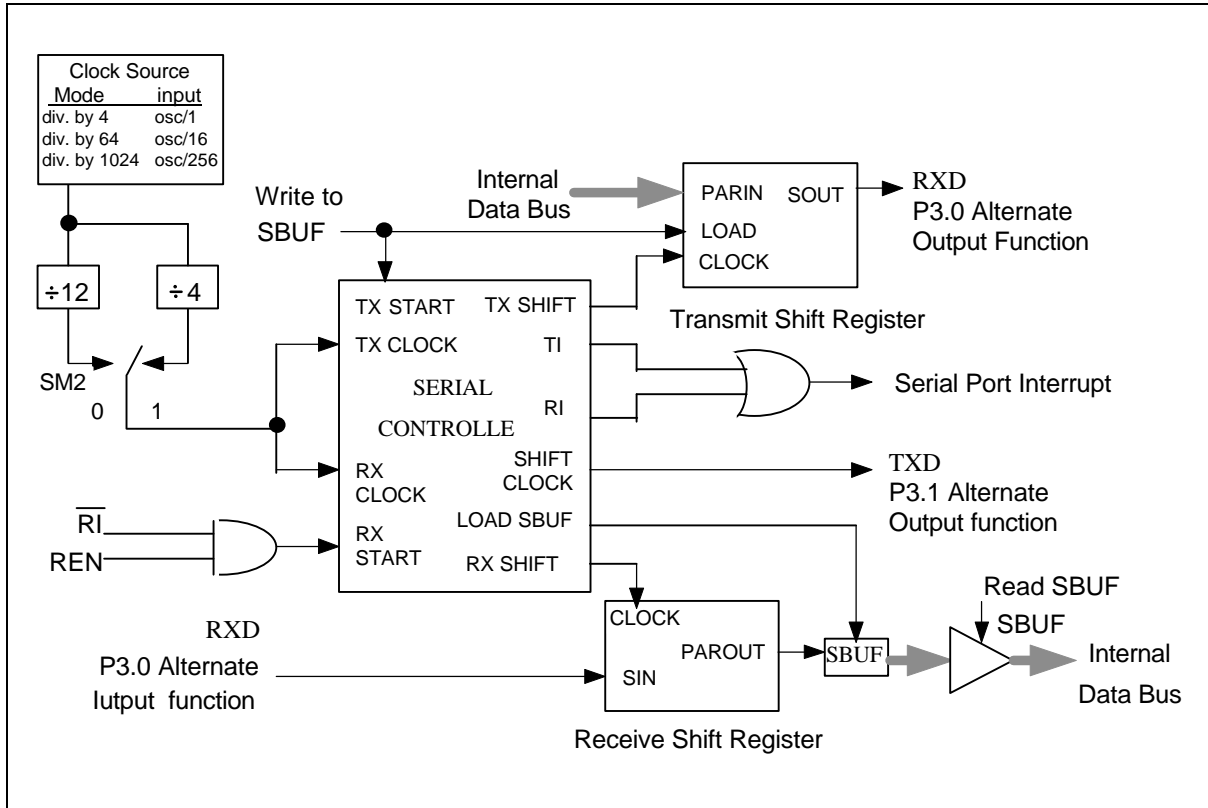 Clock Source
Mode input
div. by 4 osc/1
div. by 64 osc/16
div. by 1024 osc/256
÷12
÷4
SM2
0 1
Write to
SBUF
Internal
Data Bus
PARIN SOUT
LOAD
CLOCK
RXD
P3.0 Alternate
Output Function
Transmit Shift Register
TX START TX SHIFT
TX CLOCK TI
SERIAL
RI
CONTROLLE
SHIFT
CLOCK
RX
CLOCK
LOAD SBUF
RX
START
RX SHIFT
Serial Port Interrupt
TXD
P3.1 Alternate
Output function
RI
REN
RXD
P3.0 Alternate
Iutput function
CLOCK
PAROUT
SIN
Receive Shift Register
SBUF
Read SBUF
SBUF
Internal
Data Bus